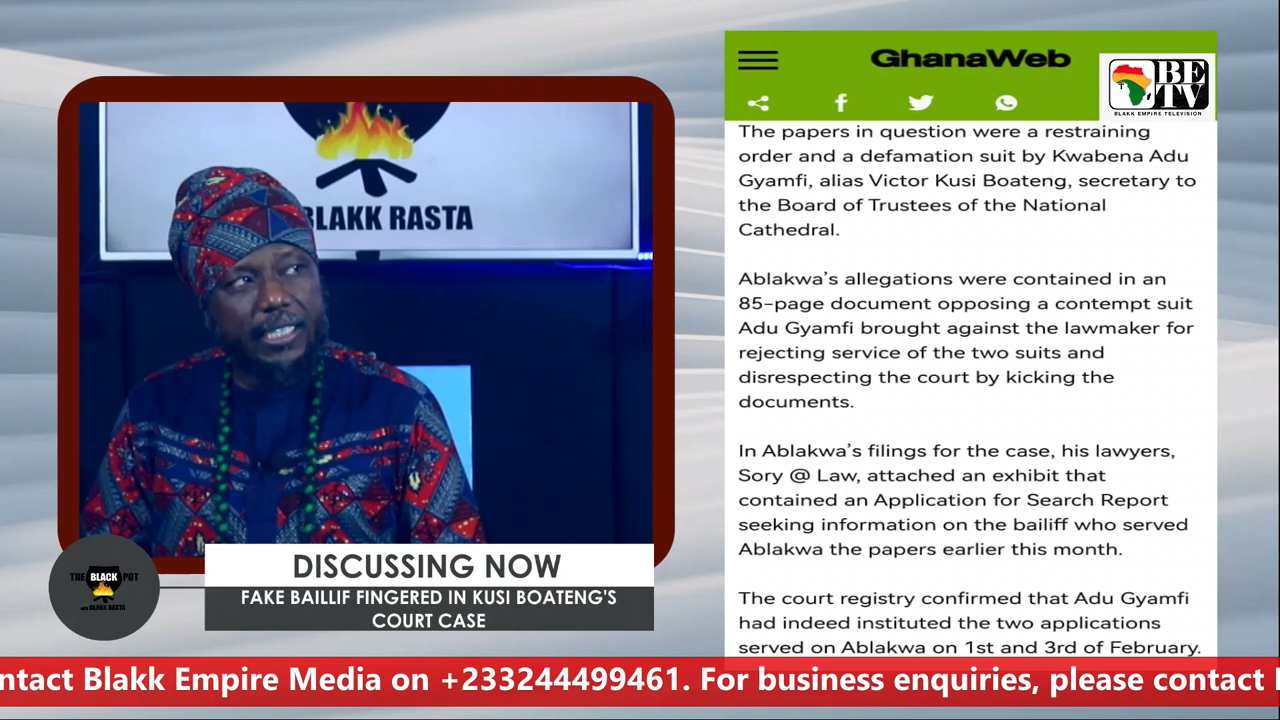 BLAKK RASTA
GhanaWeb
BE
TV
BLAKK EMPIRE TELEVISION
The papers in question were a restraining
order and a defamation suit by Kwabena Adu
Gyamfi, alias Victor Kusi Boateng, secretary to
the Board of Trustees of the National
Cathedral.
Ablakwa's allegations were contained in an
85-page document opposing a contempt suit
Adu Gyamfi brought against the lawmaker for
rejecting service of the two suits and
disrespecting the court by kicking the
documents.
In Ablakwa's filings for the case, his lawyers,
Sory @ Law, attached an exhibit that
contained an Application for Search Report
seeking information on the bailiff who served
Ablakwa the papers earlier this month.
The court registry confirmed that Adu Gyamfi
had indeed instituted the two applications
served on Ablakwa on 1st and 3rd of February.
THE BLACK POT
with BLAKK RASTA
DISCUSSING NOW
FAKE BAILLIF FINGERED IN KUSI BOATENG'S
COURT CASE
ntact Blakk Empire Media on +233244499461. For business enquiries, please contact